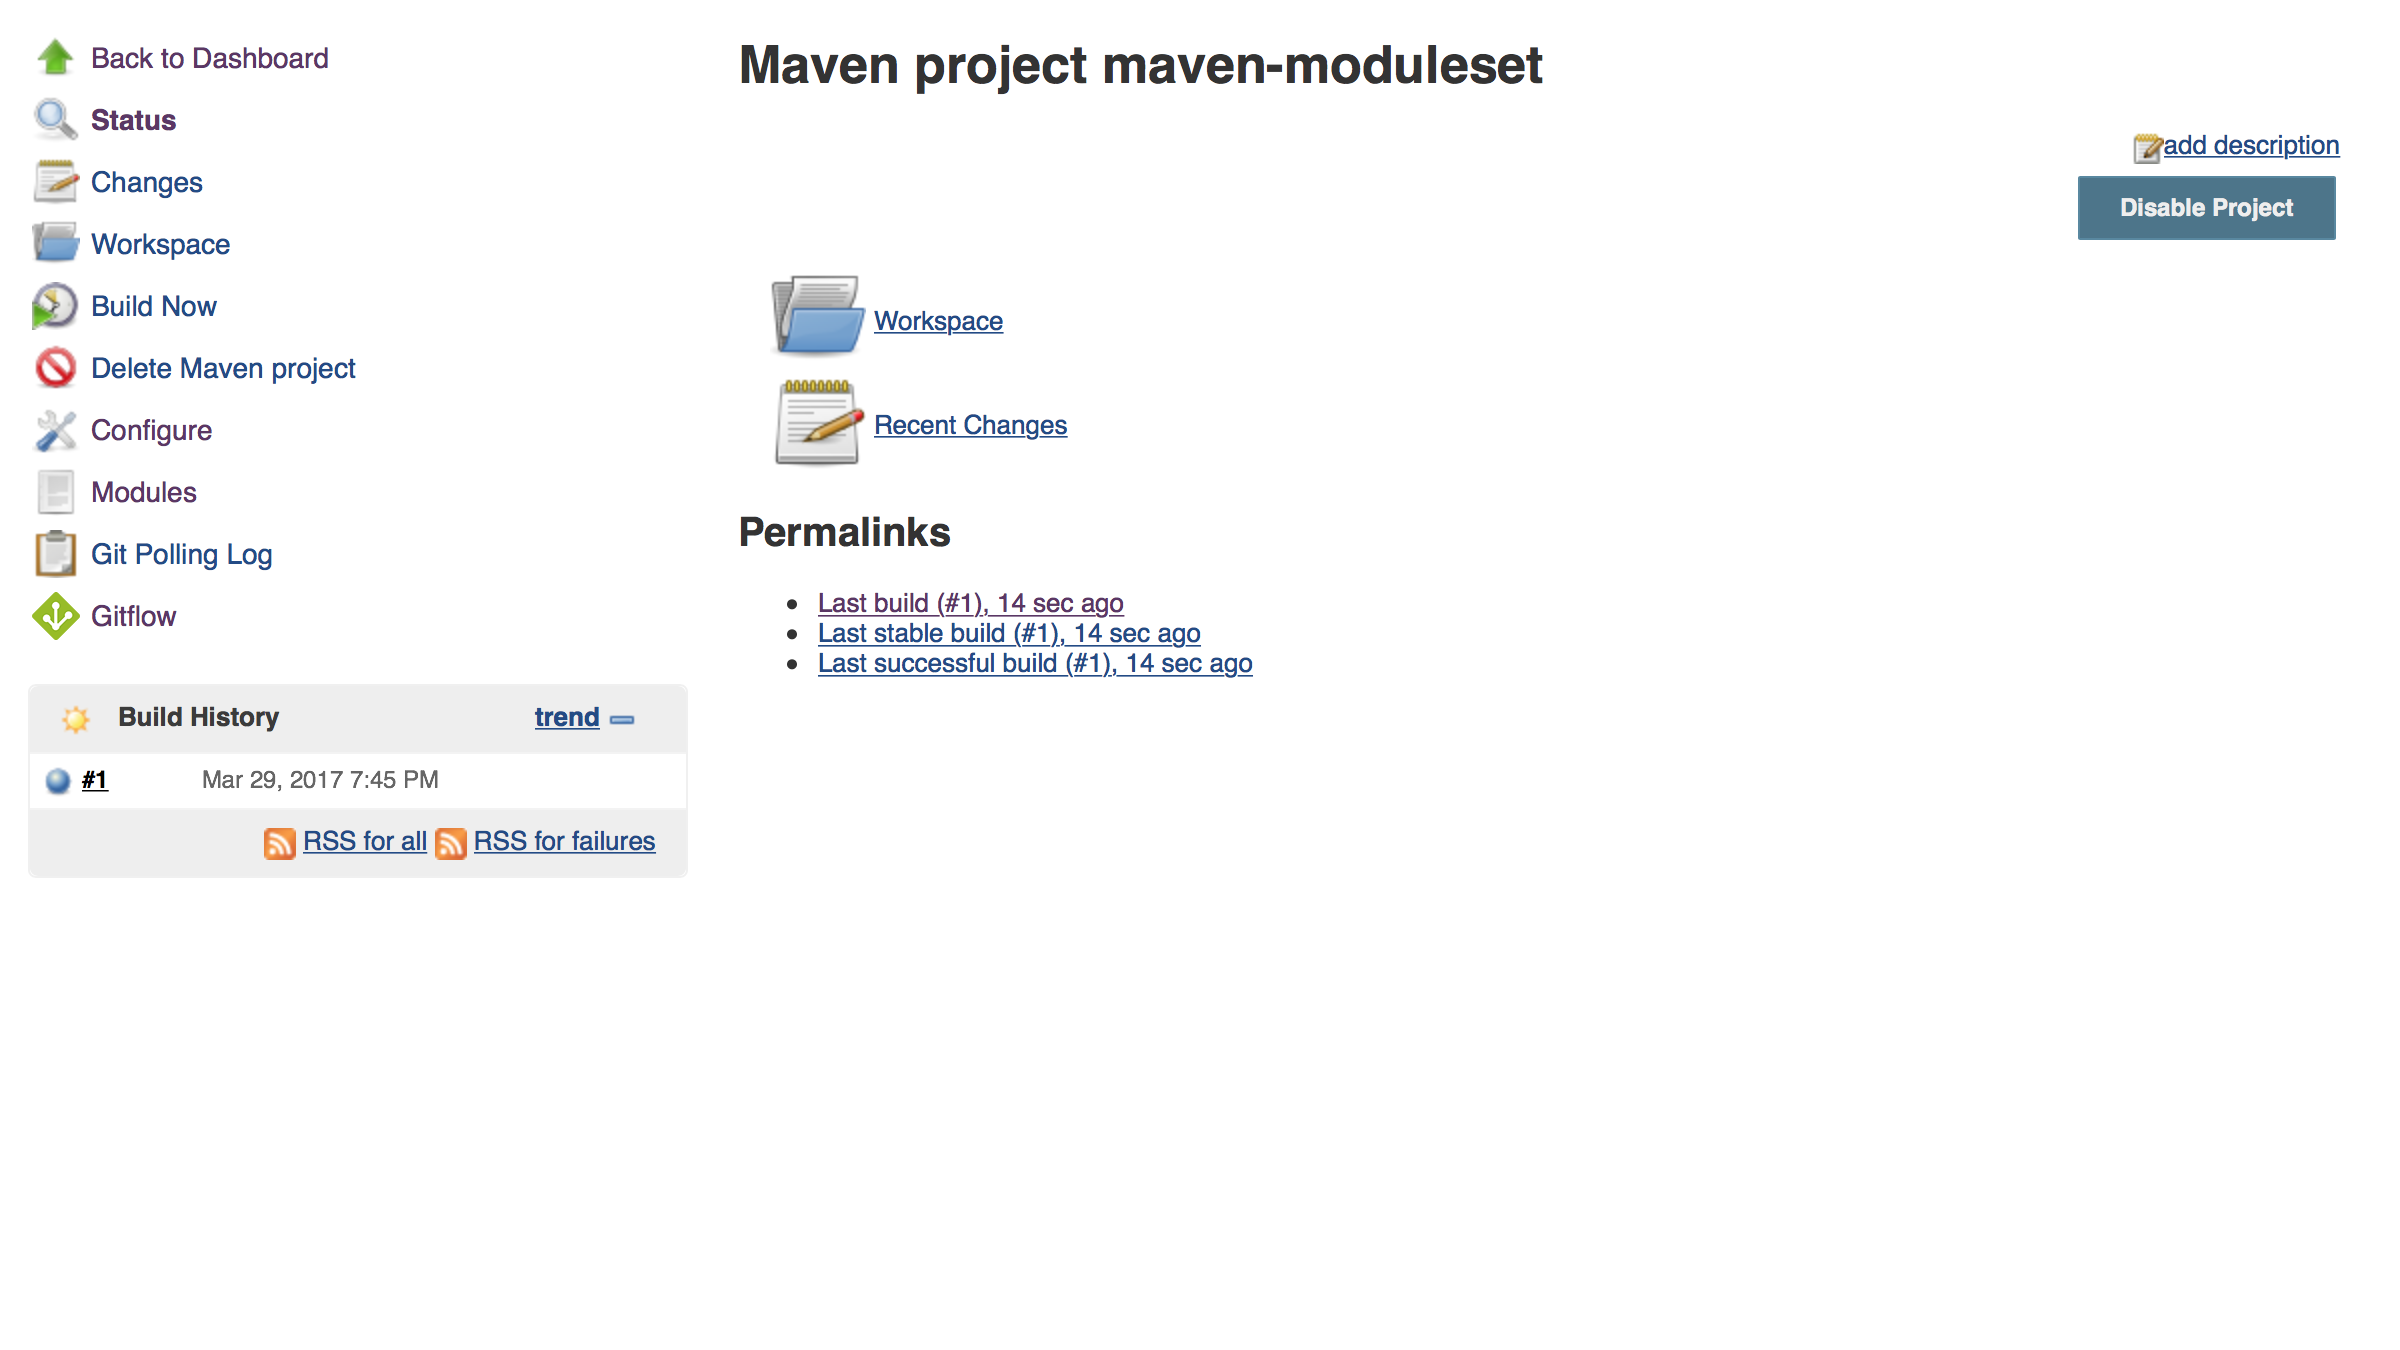 Back to Dashboard
Status
Changes
Workspace
Build Now
Delete Maven project
Configure
Modules
Git Polling Log
Gitflow
Build History trend
#1 Mar 29, 2017 7:45 PM
RSS for all RSS for failures
Maven project maven-moduleset
add description
Disable Project
Workspace
Recent Changes
Permalinks
Last build (#1), 14 sec ago
Last stable build (#1), 14 sec ago
Last successful build (#1), 14 sec ago